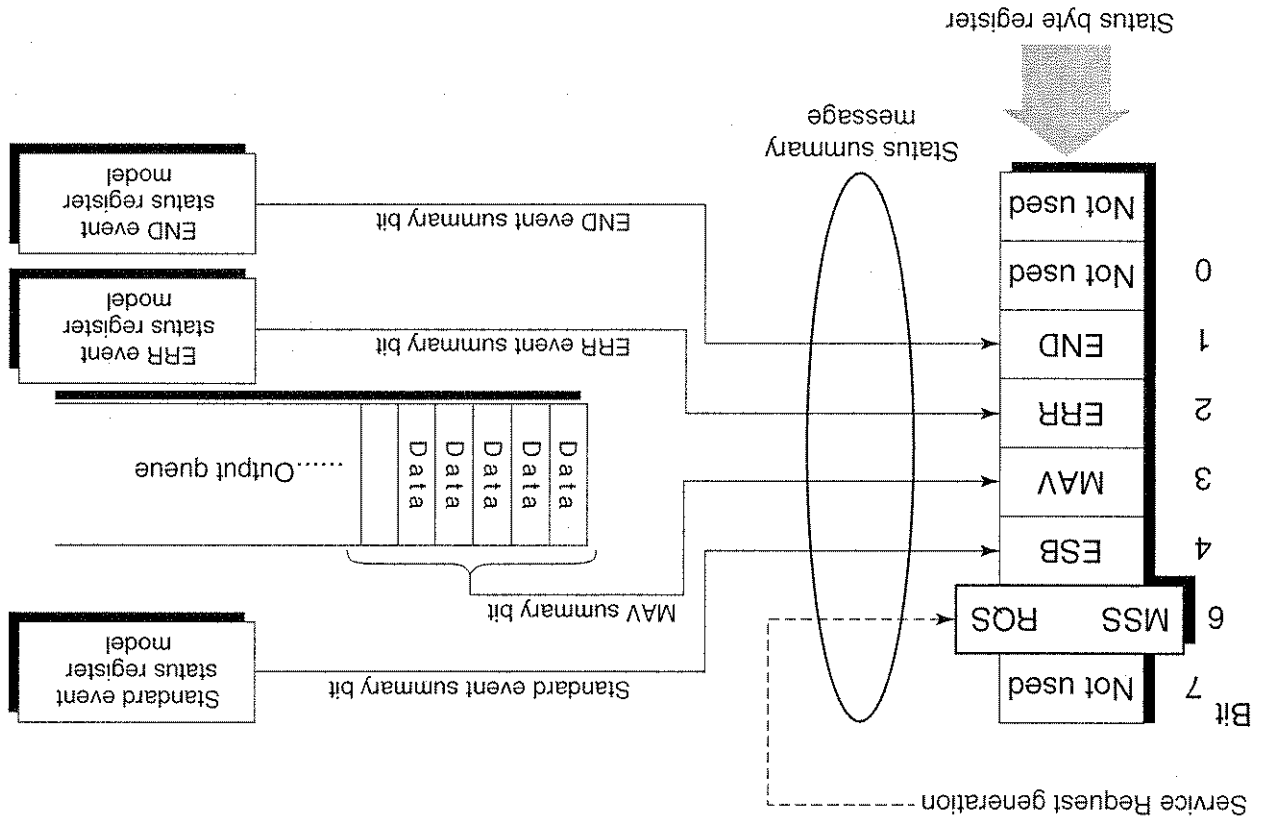 Service Request generation
Bit
7
Not used
6
MSS RQS
4
ESB
3
MAV
2
ERR
1
END
0
Not used
Not used
Status byte register
Status summary
message
Standard event summary bit
Standard event
status register
model
MAV summary bit
Data
Data
Data
Data
Data
......Output queue
ERR event summary bit
ERR event
status register
model
END event summary bit
END event
status register
model